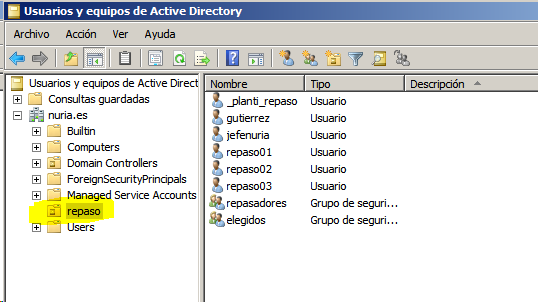 Usuarios y equipos de Active Directory
Archivo Acción Ver Ayuda
Usuarios y equipos de Active Direct
Consultas guardadas
nuria.es
Builtin
Computers
Domain Controllers
ForeignSecurityPrincipals
Managed Service Accounts
repaso
Users
Nombre Tipo Descripción
_planti_repaso Usuario
gutierrez Usuario
jefenuria Usuario
repaso01 Usuario
repaso02 Usuario
repaso03 Usuario
repasadores Grupo de seguri...
elegidos Grupo de seguri...